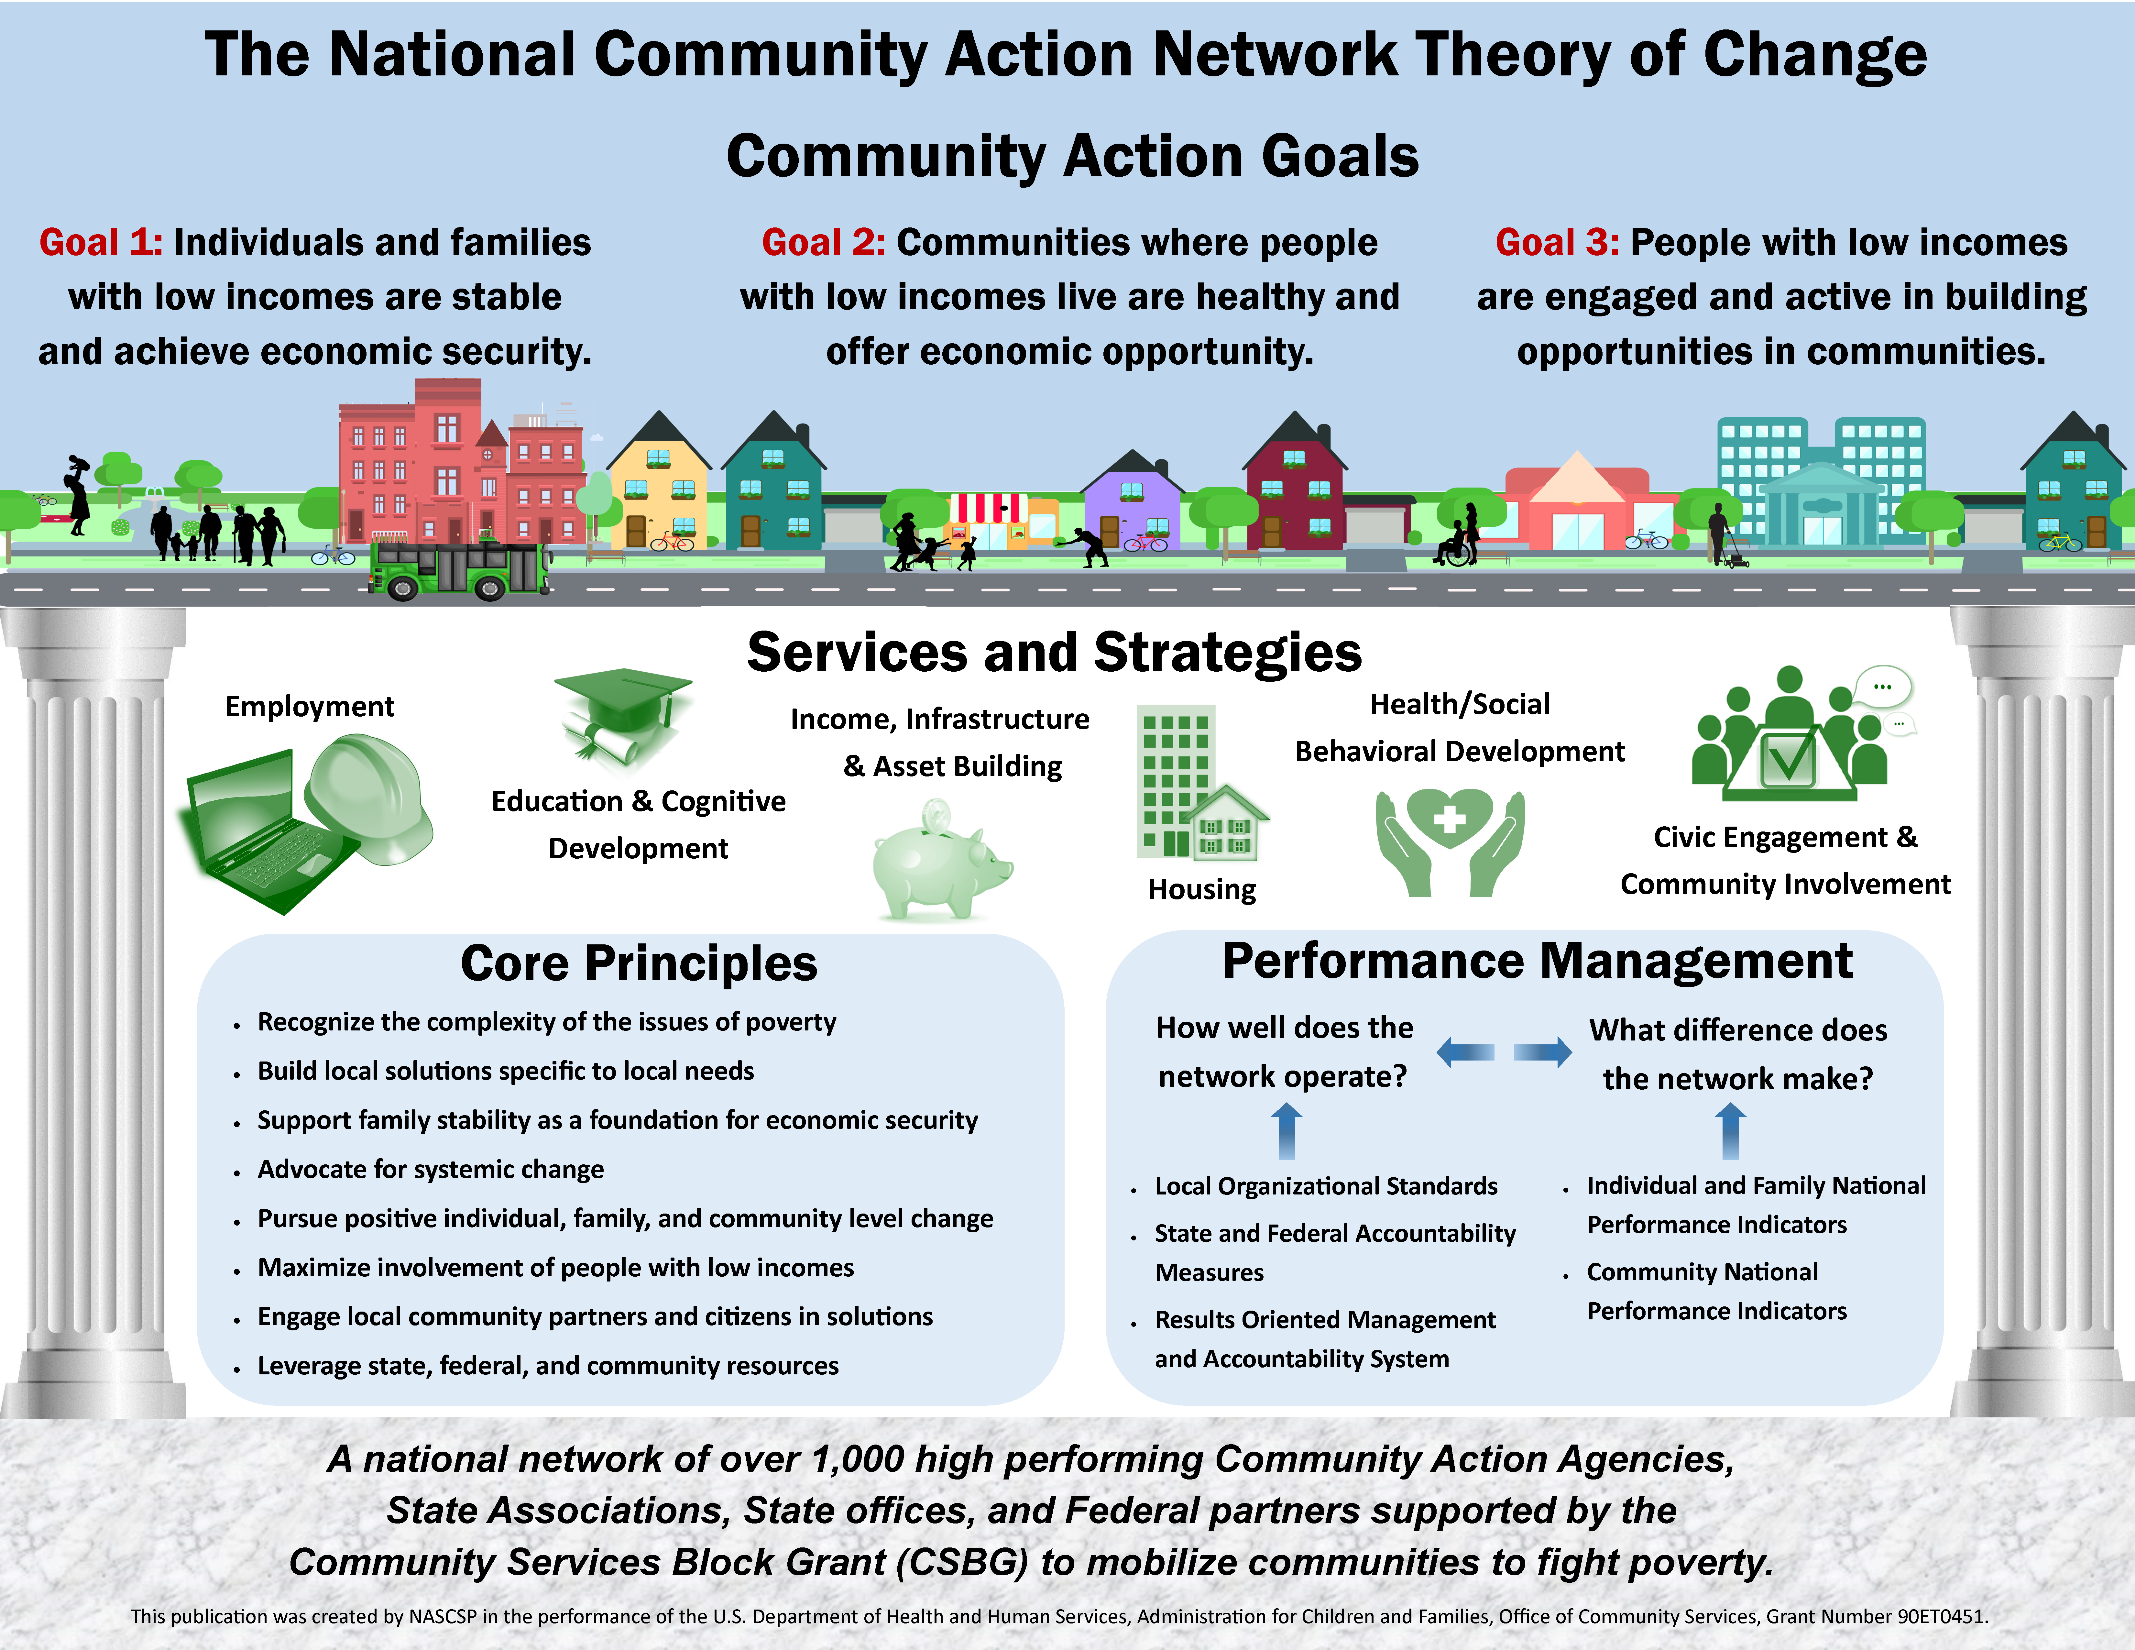 The National Community Action Network Theory of Change
Community Action Goals
Goal 1: Individuals and families
with low incomes are stable
and achieve economic security.
Goal 2: Communities where people
with low incomes live are healthy and
offer economic opportunity.
Goal 3: People with low incomes
are engaged and active in building
opportunities in communities.
Services and Strategies
Employment
Education & Cognitive
Development
Income, Infrastructure
& Asset Building
Housing
Health/Social
Behavioral Development
...
...
Civic Engagement &
Community Involvement
Core Principles
• Recognize the complexity of the issues of poverty
• Build local solutions specific to local needs
• Support family stability as a foundation for economic security
• Advocate for systemic change
• Pursue positive individual, family, and community level change
• Maximize involvement of people with low incomes
• Engage local community partners and citizens in solutions
• Leverage state, federal, and community resources
Performance Management
How well does the
network operate?
What difference does
the network make?
• Local Organizational Standards
• State and Federal Accountability
Measures
• Results Oriented Management
and Accountability System
• Individual and Family National
Performance Indicators
• Community National
Performance Indicators
A national network of over 1,000 high performing Community Action Agencies,
State Associations, State offices, and Federal partners supported by the
Community Services Block Grant (CSBG) to mobilize communities to fight poverty.
This publication was created by NASCSP in the performance of the U.S. Department of Health and Human Services, Administration for Children and Families, Office of Community Services, Grant Number 90ET0451.